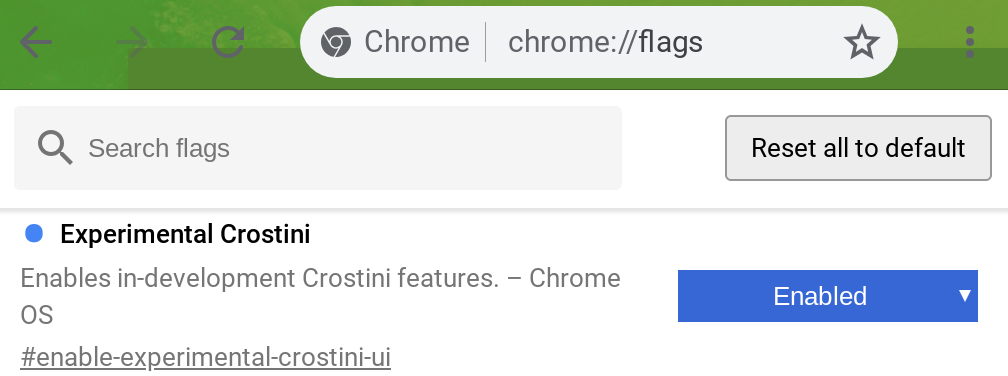 Chrome chrome://flags
Search flags
Reset all to default
Experimental Crostini
Enables in-development Crostini features. – Chrome
OS
Enabled
#enable-experimental-crostini-ui